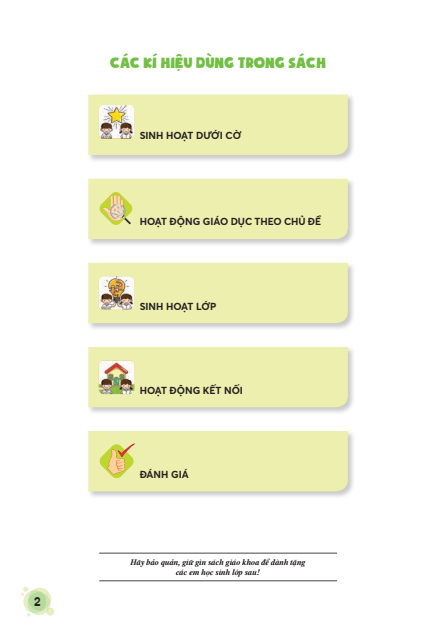 CÁC KÍ HIỆU DÙNG TRONG SÁCH
SINH HOẠT DƯỚI CỜ
HOẠT ĐỘNG GIÁO DỤC THEO CHỦ ĐỀ
SINH HOẠT LỚP
HOẠT ĐỘNG KẾT NỐI
ĐÁNH GIÁ
Hãy bảo quản, giữ gìn sách giáo khoa để dành tặng
các em học sinh lớp sau!
2